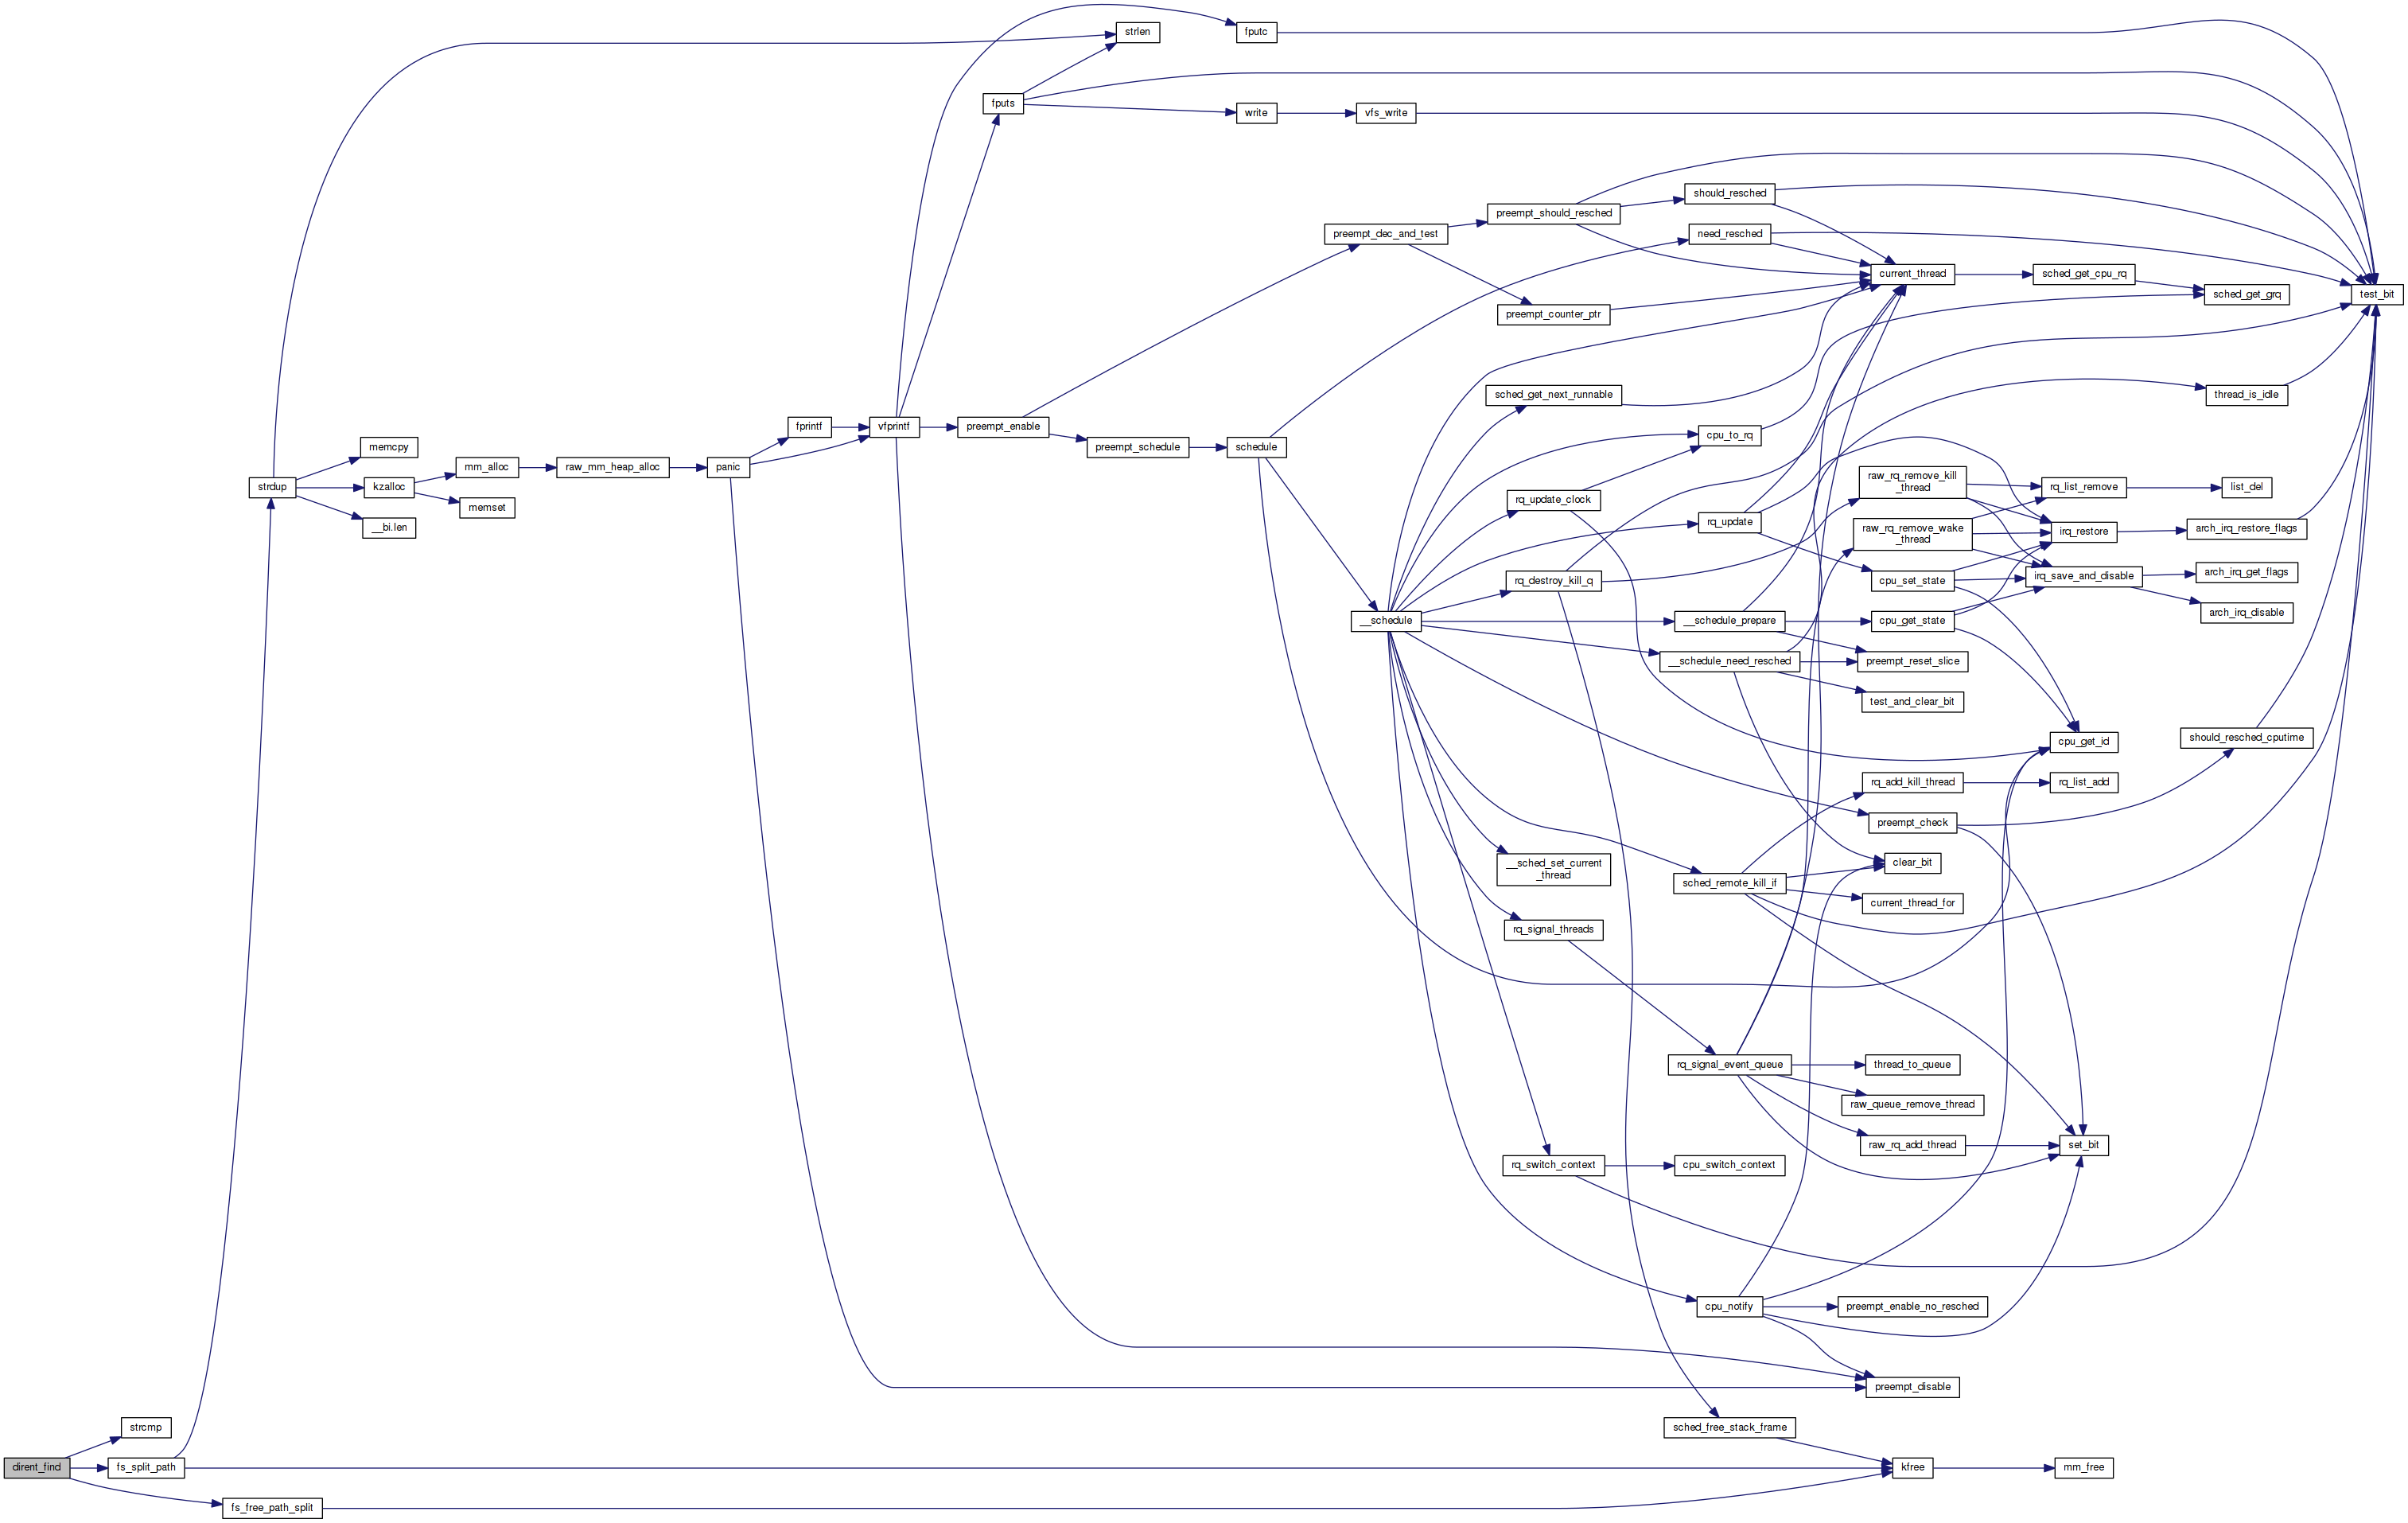 strlen
fputc
fputs
write
vfs_write
should_resched
preempt_should_resched
need_resched
preempt_dec_and_test
current_thread
sched_get_cpu_rq
sched_get_grq
test_bit
preempt_counter_ptr
sched_get_next_runnable
thread_is_idle
fprintf
vfprintf
preempt_enable
cpu_to_rq
memcpy
preempt_schedule
schedule
mm_alloc
raw_mm_heap_alloc
panic
strdup
kzalloc
memset
__bi.len
raw_rq_remove_kill
_thread
rq_list_remove
list_del
rq_update_clock
rq_update
raw_rq_remove_wake
_thread
irq_restore
arch_irq_restore_flags
rq_destroy_kill_q
cpu_set_state
irq_save_and_disable
arch_irq_get_flags
arch_irq_disable
__schedule
__schedule_prepare
cpu_get_state
__schedule_need_resched
preempt_reset_slice
test_and_clear_bit
cpu_get_id
should_resched_cputime
rq_add_kill_thread
rq_list_add
preempt_check
__sched_set_current
_thread
clear_bit
sched_remote_kill_if
current_thread_for
rq_signal_threads
rq_signal_event_queue
thread_to_queue
raw_queue_remove_thread
raw_rq_add_thread
set_bit
rq_switch_context
cpu_switch_context
cpu_notify
preempt_enable_no_resched
preempt_disable
strcmp
sched_free_stack_frame
dirent_find
fs_split_path
kfree
mm_free
fs_free_path_split